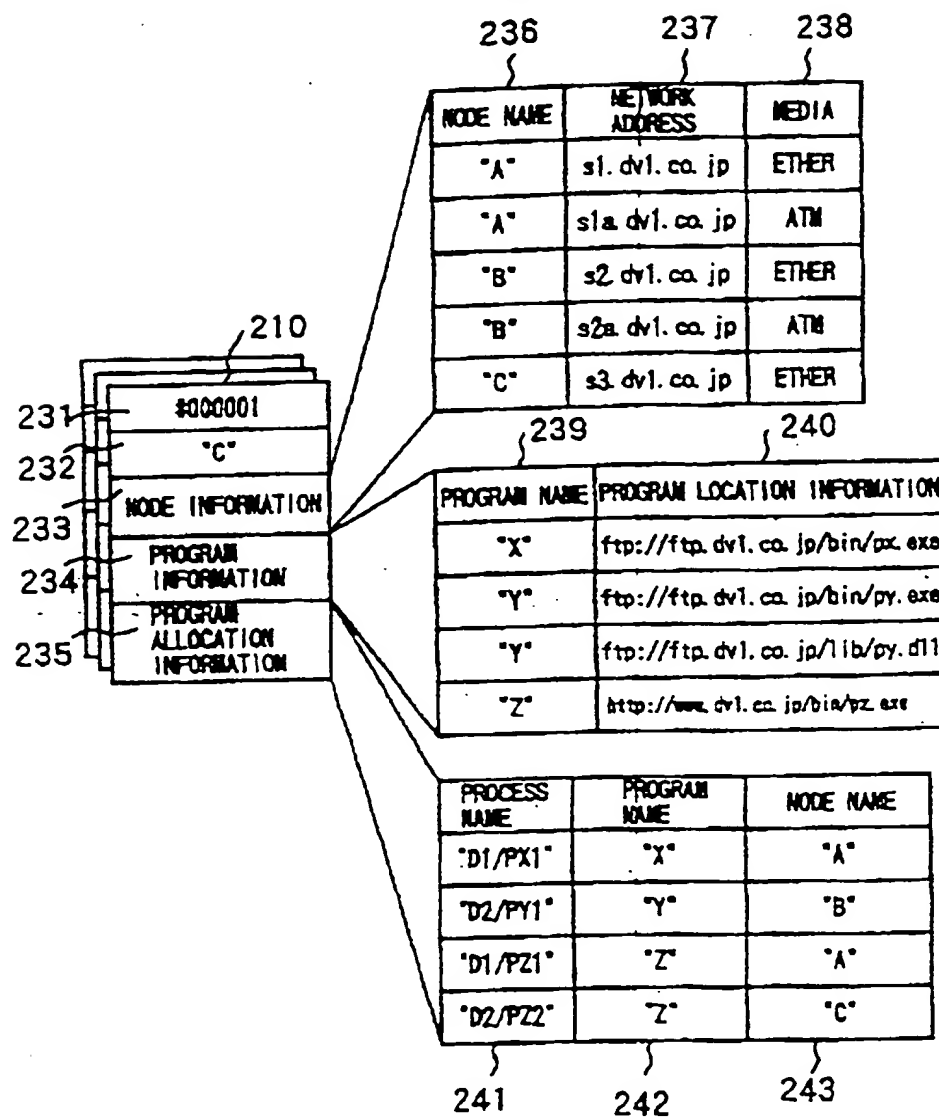 236 237 238
NODE NAME NETWORK ADDRESS MEDIA
"A" s1.dv1.co.jp ETHER
"A" s1a.dv1.co.jp ATM
"B" s2.dv1.co.jp ETHER
"B" s2a.dv1.co.jp ATM
"C" s3.dv1.co.jp ETHER
210
231 #000001
232 "C"
233 NODE INFORMATION
234 PROGRAM INFORMATION
235 PROGRAM ALLOCATION INFORMATION
239 240
PROGRAM NAME PROGRAM LOCATION INFORMATION
"X" ftp://ftp.dv1.co.jp/bin/px.exe
"Y" ftp://ftp.dv1.co.jp/bin/py.exe
"Y" ftp://ftp.dv1.co.jp/lib/py.dll
"Z" http://www.dv1.co.jp/bin/pz.exe
PROCESS NAME PROGRAM NAME NODE NAME
"D1/PX1" "X" "A"
"D2/PY1" "Y" "B"
"D1/PZ1" "Z" "A"
"D2/PZ2" "Z" "C"
241 242 243